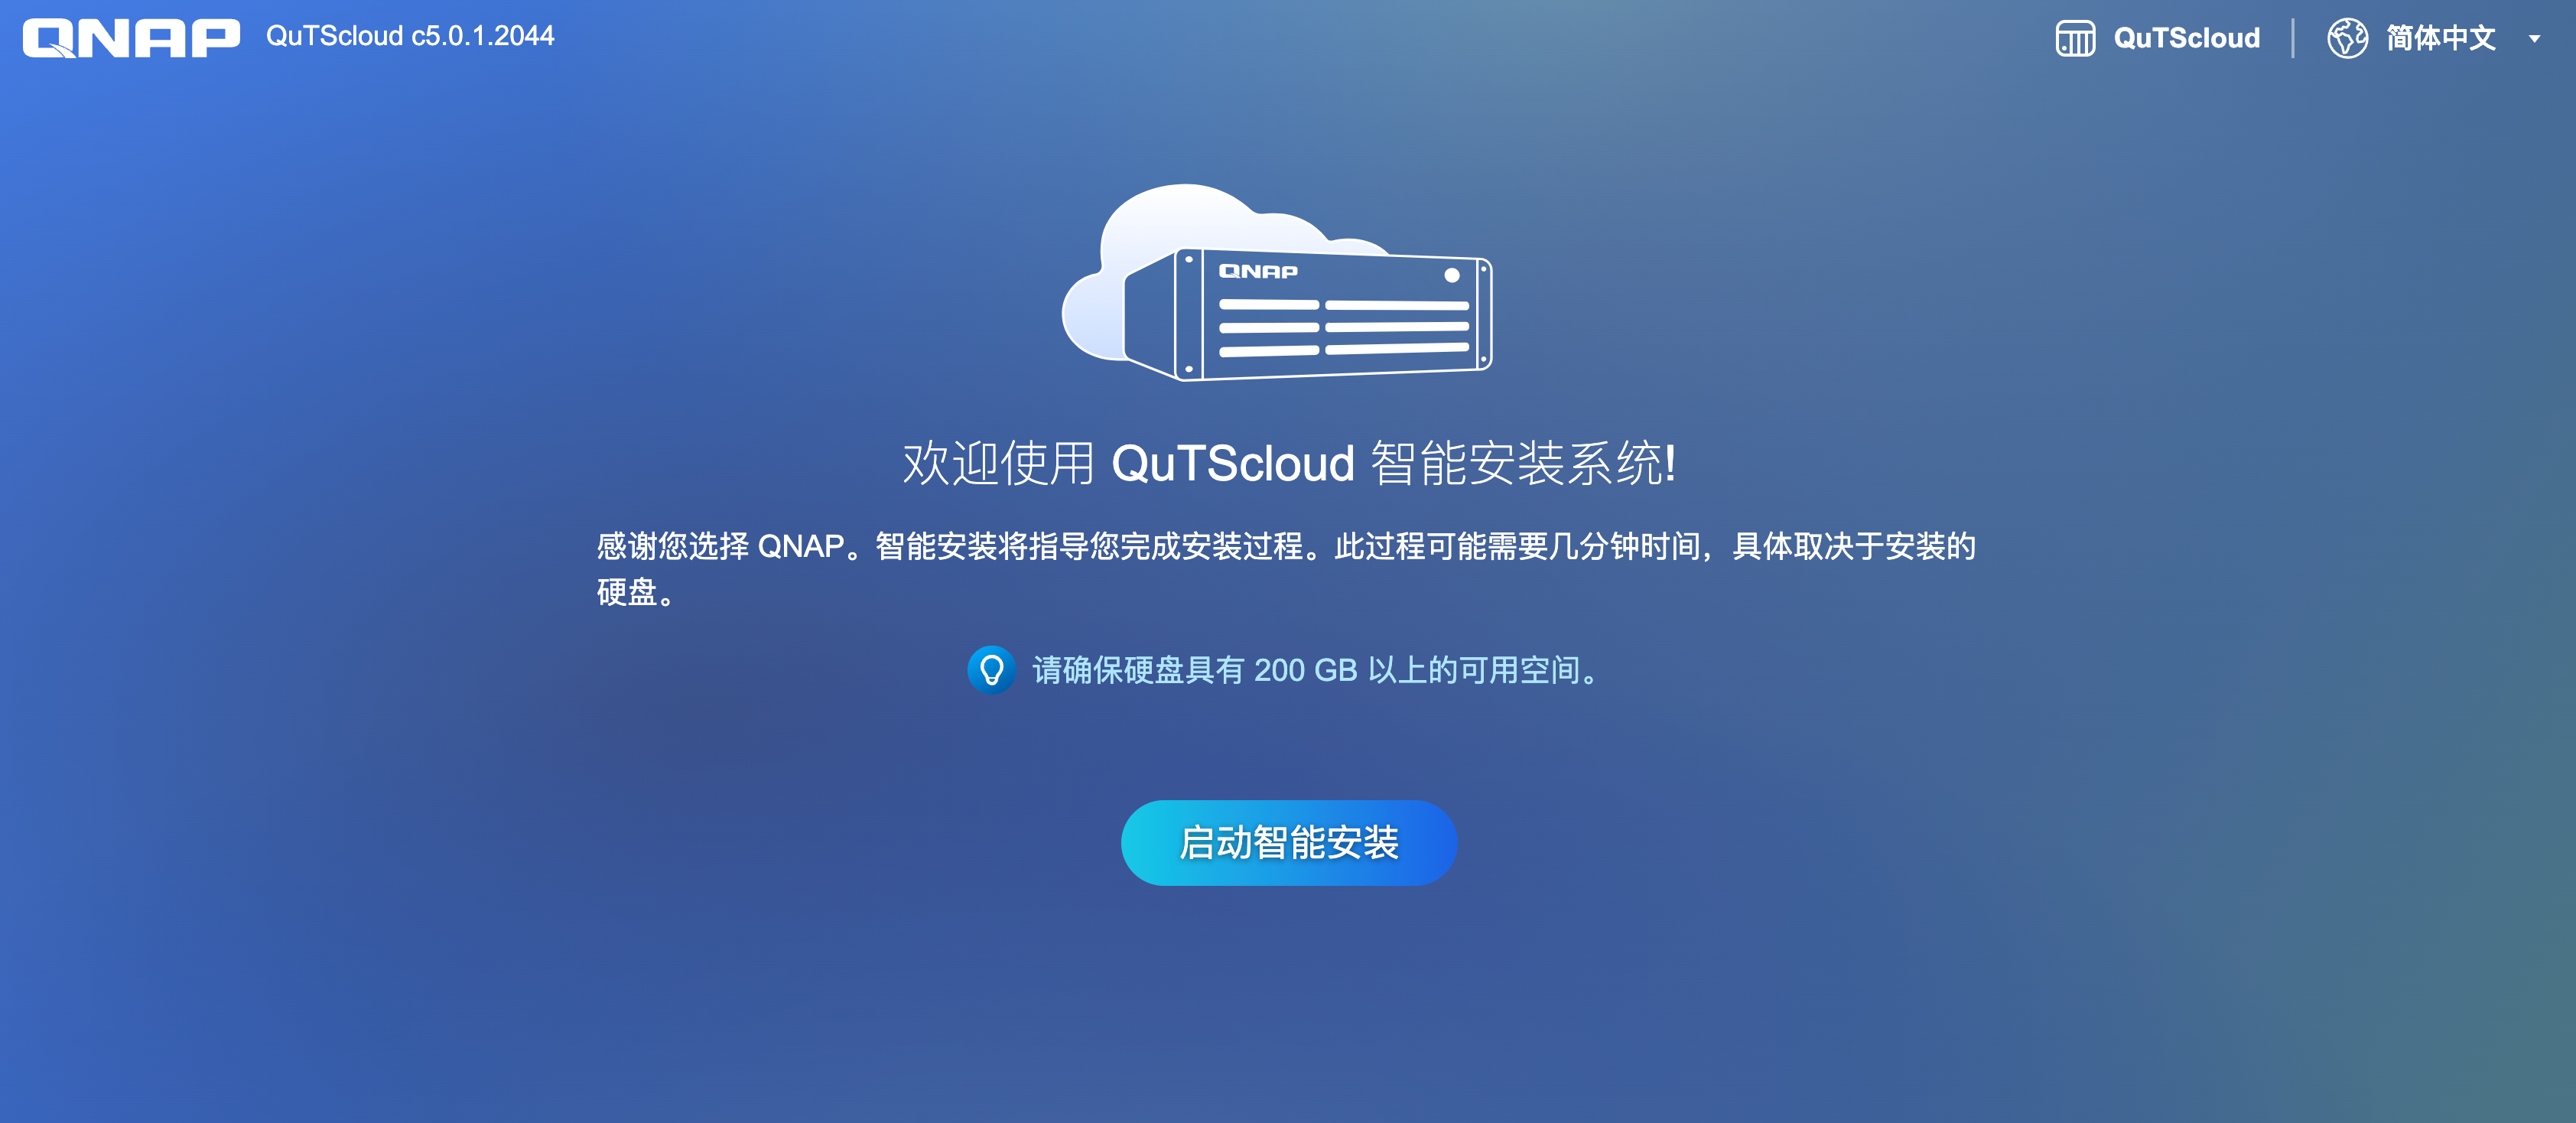 QNAP QuTScloud c5.0.1.2044
QuTScloud
简体中文
QNAP
欢迎使用 QuTScloud 智能安装系统!
感谢您选择 QNAP。智能安装将指导您完成安装过程。此过程可能需要几分钟时间，具体取决于安装的
硬盘。
请确保硬盘具有 200 GB 以上的可用空间。
启动智能安装